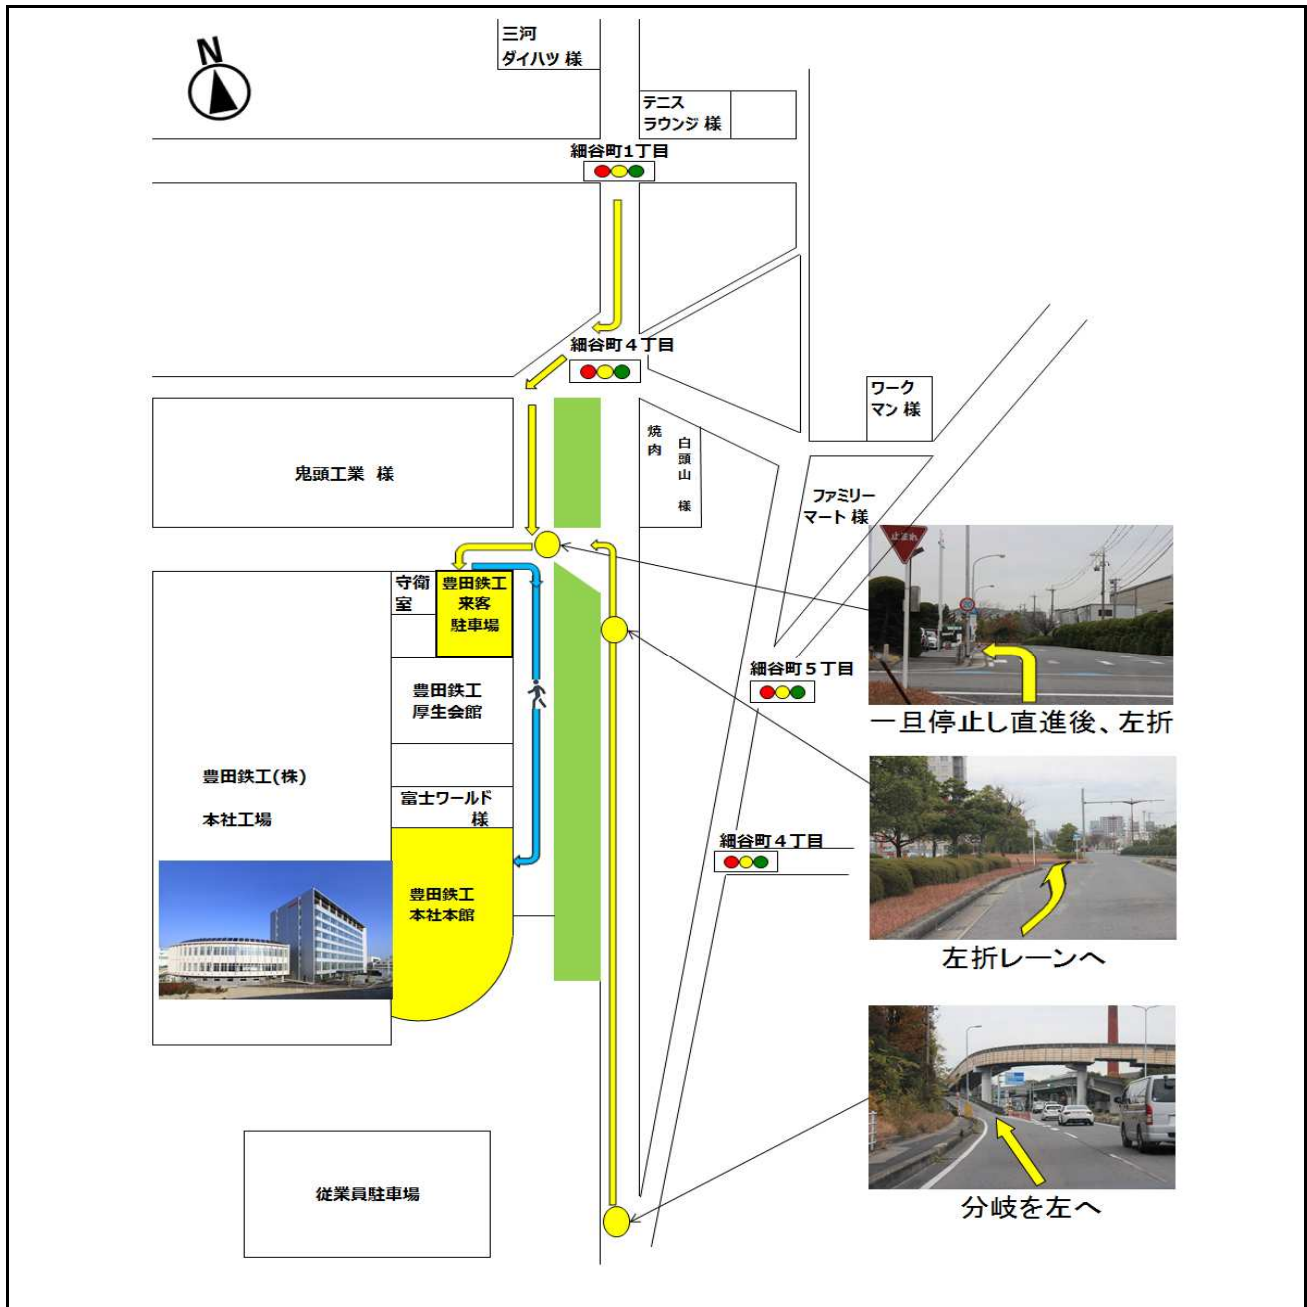 N
三河
ダイハツ 様
テニス
ラウンジ 様
細谷町1丁目
細谷町４丁目
ワーク
マン 様
焼肉
白頭山 様
鬼頭工業 様
ファミリー
マート 様
止まれ
守衛
室
豊田鉄工
来客
駐車場
細谷町５丁目
一旦停止し直進後、左折
豊田鉄工
厚生会館
豊田鉄工(株)
本社工場
富士ワールド
様
細谷町４丁目
豊田鉄工
本社本館
左折レーンへ
従業員駐車場
分岐を左へ